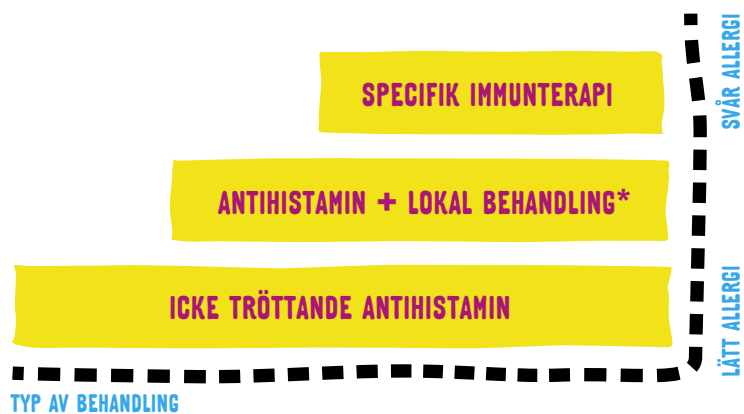 SVÅR ALLERGI
SPECIFIK IMMUNTERAPI
ANTIHISTAMIN + LOKAL BEHANDLING*
LÄTT ALLERGI
ICKE TRÖTTANDE ANTIHISTAMIN
TYP AV BEHANDLING